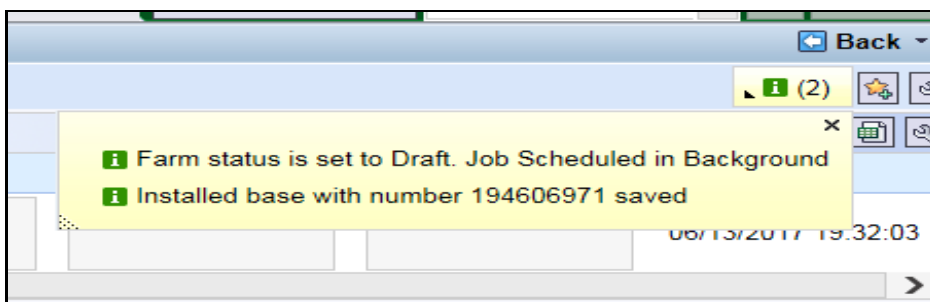 Back
(2)
Farm status is set to Draft. Job Scheduled in Background
Installed base with number 194606971 saved
06/13/2017 19:32:03